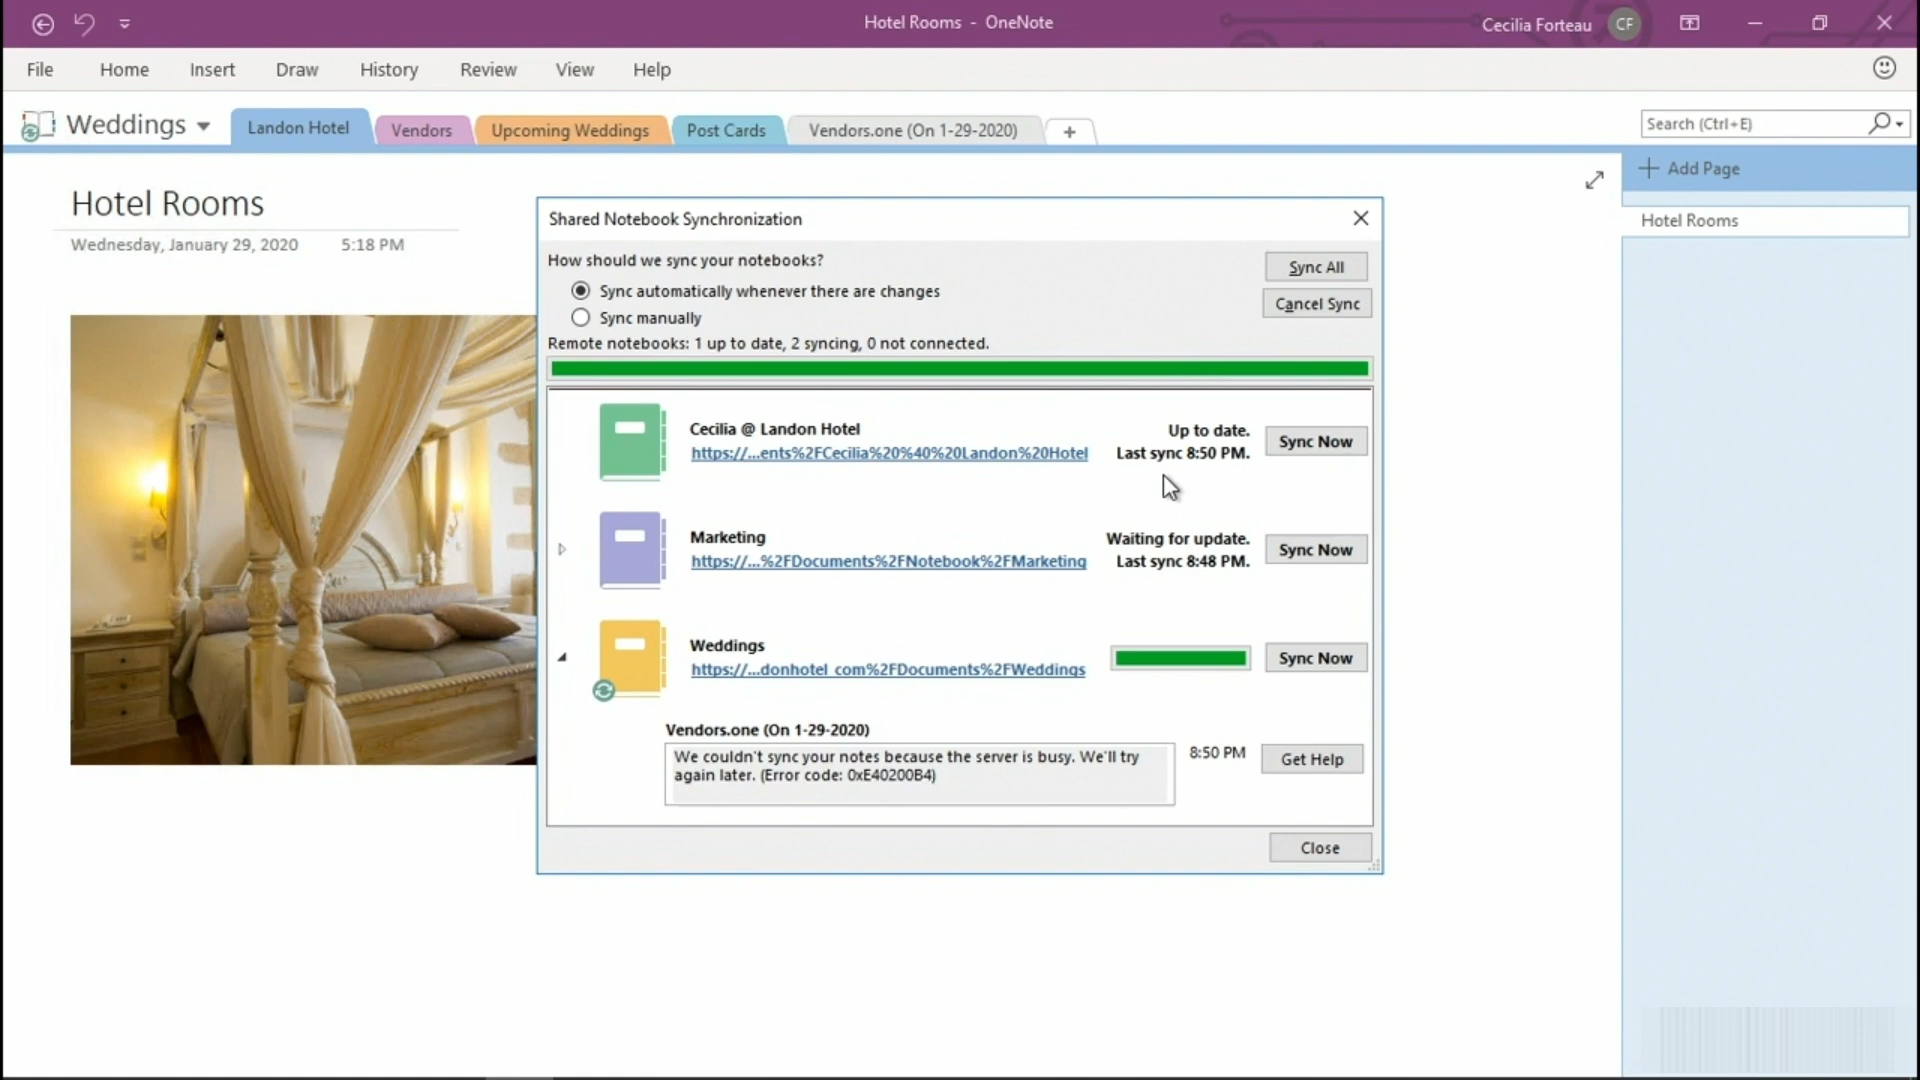 Hotel Rooms - OneNote
Cecilia Forteau CF
File Home Insert Draw History Review View Help
Weddings Landon Hotel Vendors Upcoming Weddings Post Cards Vendors.one (On 1-29-2020) +
Search (Ctrl+E)
Add Page
Hotel Rooms
Hotel Rooms
Wednesday, January 29, 2020 5:18 PM
Shared Notebook Synchronization
How should we sync your notebooks?
Sync All
Sync automatically whenever there are changes
Cancel Sync
Sync manually
Remote notebooks: 1 up to date, 2 syncing, 0 not connected.
Cecilia @ Landon Hotel
https://...ents%2FCecilia%20%40%20Landon%20Hotel
Up to date.
Last sync 8:50 PM.
Sync Now
Marketing
https://...%2FDocuments%2FNotebook%2FMarketing
Waiting for update.
Last sync 8:48 PM.
Sync Now
Weddings
https://...donhotel_com%2FDocuments%2FWeddings
Sync Now
Vendors.one (On 1-29-2020)
We couldn't sync your notes because the server is busy. We'll try
again later. (Error code: 0xE40200B4)
8:50 PM
Get Help
Close